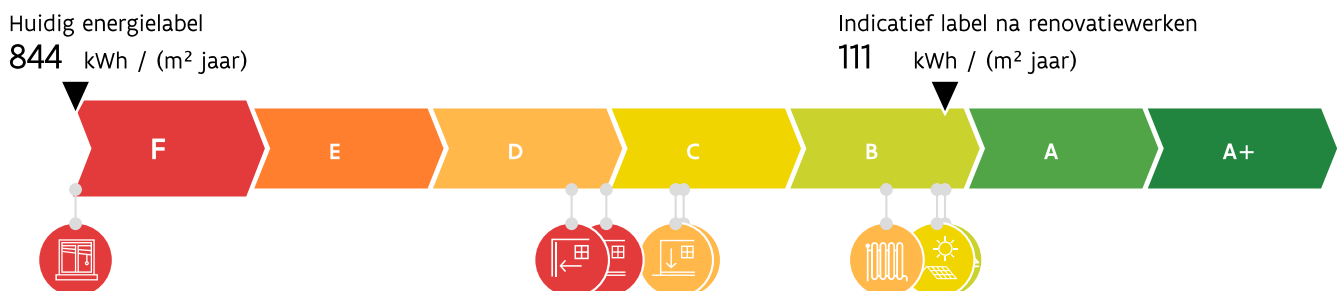 Huidig energielabel
844 kWh / (m² jaar)
Indicatief label na renovatiewerken
111 kWh / (m² jaar)
F E D C B A A+